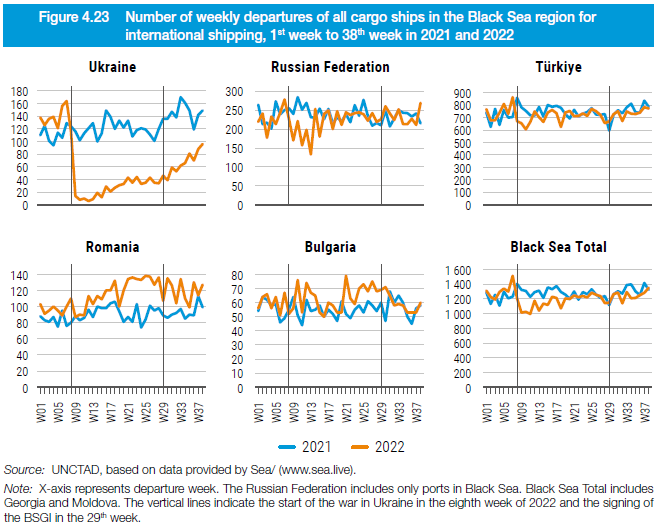 Figure 4.23 Number of weekly departures of all cargo ships in the Black Sea region for
international shipping, 1st week to 38th week in 2021 and 2022
Ukraine
180
160
140
120
100
80
60
40
20
0
Russian Federation
300
250
200
150
100
50
0
Türkiye
900
800
700
600
500
400
300
200
100
0
Romania
140
120
100
80
60
40
20
0
W01
W05
W09
W13
W17
W21
W25
W29
W33
W37
Bulgaria
80
70
60
50
40
30
20
10
0
W01
W05
W09
W13
W17
W21
W25
W29
W33
W37
Black Sea Total
1 600
1 400
1 200
1 000
800
600
400
200
0
W01
W05
W09
W13
W17
W21
W25
W29
W33
W37
2021 2022
Source: UNCTAD, based on data provided by Sea/ (www.sea.live).
Note: X-axis represents departure week. The Russian Federation includes only ports in Black Sea. Black Sea Total includes
Georgia and Moldova. The vertical lines indicate the start of the war in Ukraine in the eighth week of 2022 and the signing of
the BSGI in the 29th week.